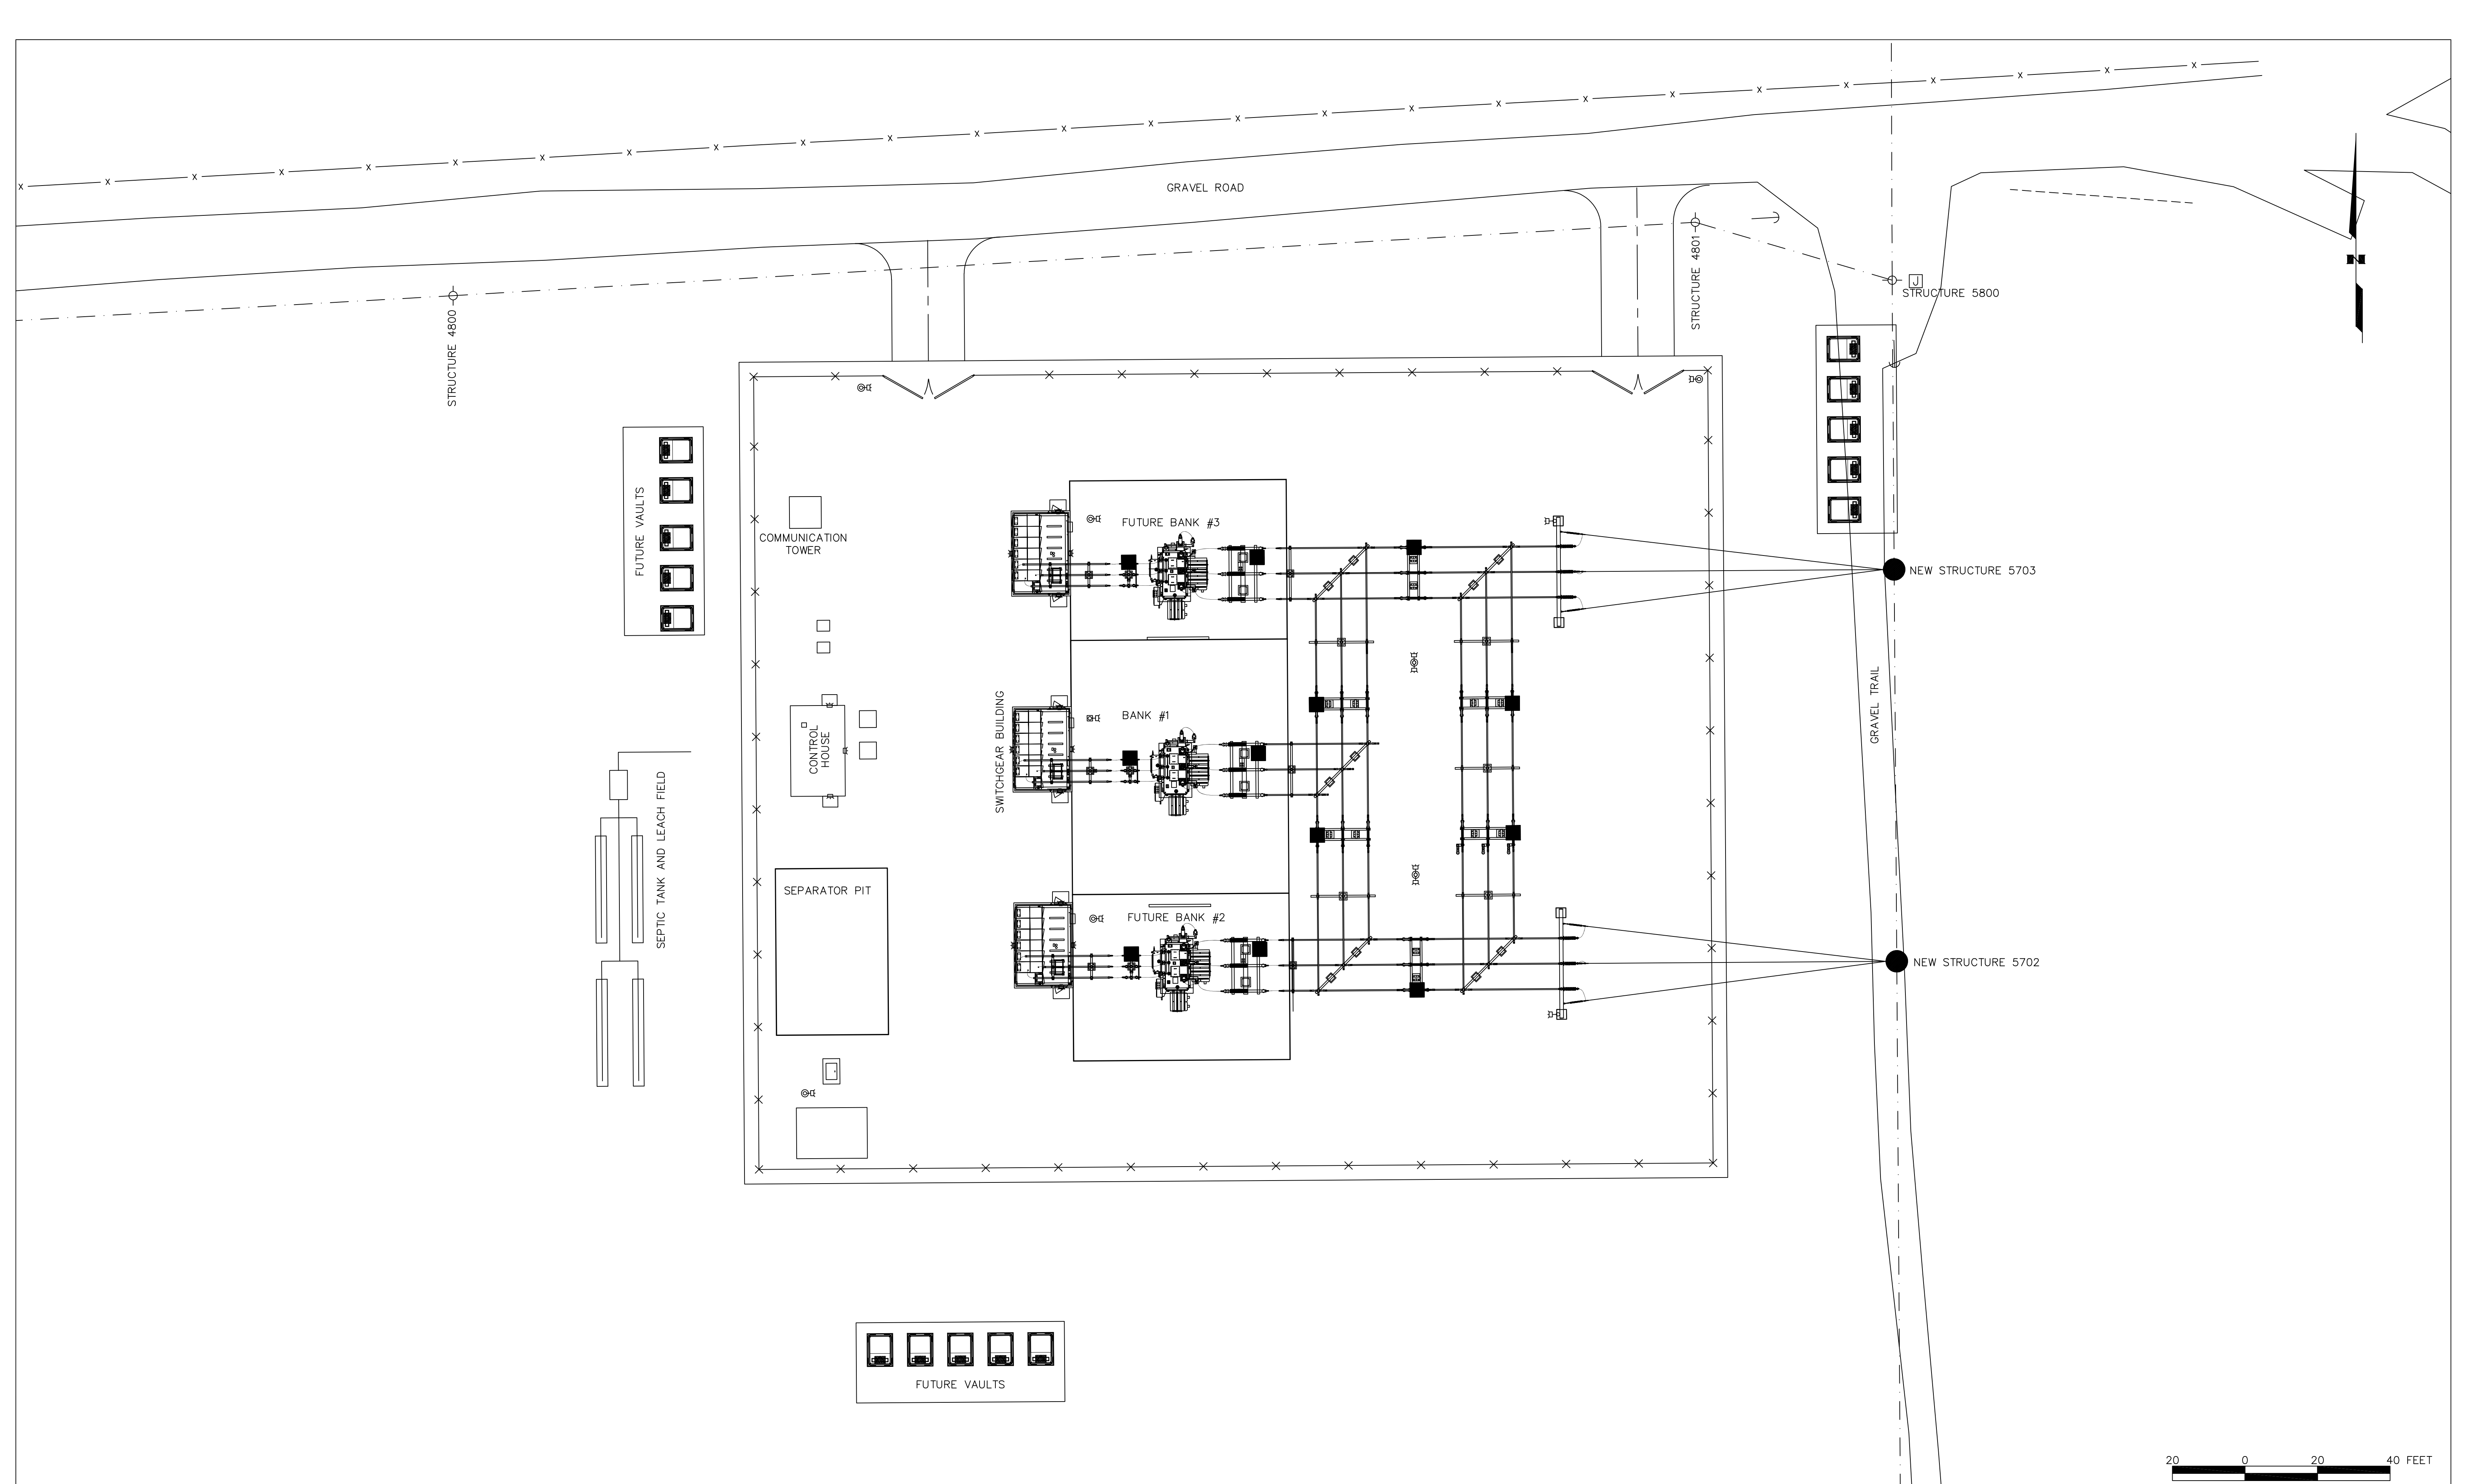 GRAVEL ROAD
STRUCTURE 4800
STRUCTURE 4801
J
STRUCTURE 5800
N
FUTURE VAULTS
COMMUNICATION
TOWER
FUTURE BANK #3
NEW STRUCTURE 5703
SWITCHGEAR BUILDING
BANK #1
CONTROL
HOUSE
GRAVEL TRAIL
SEPTIC TANK AND LEACH FIELD
SEPARATOR PIT
FUTURE BANK #2
NEW STRUCTURE 5702
FUTURE VAULTS
20 0 20 40 FEET